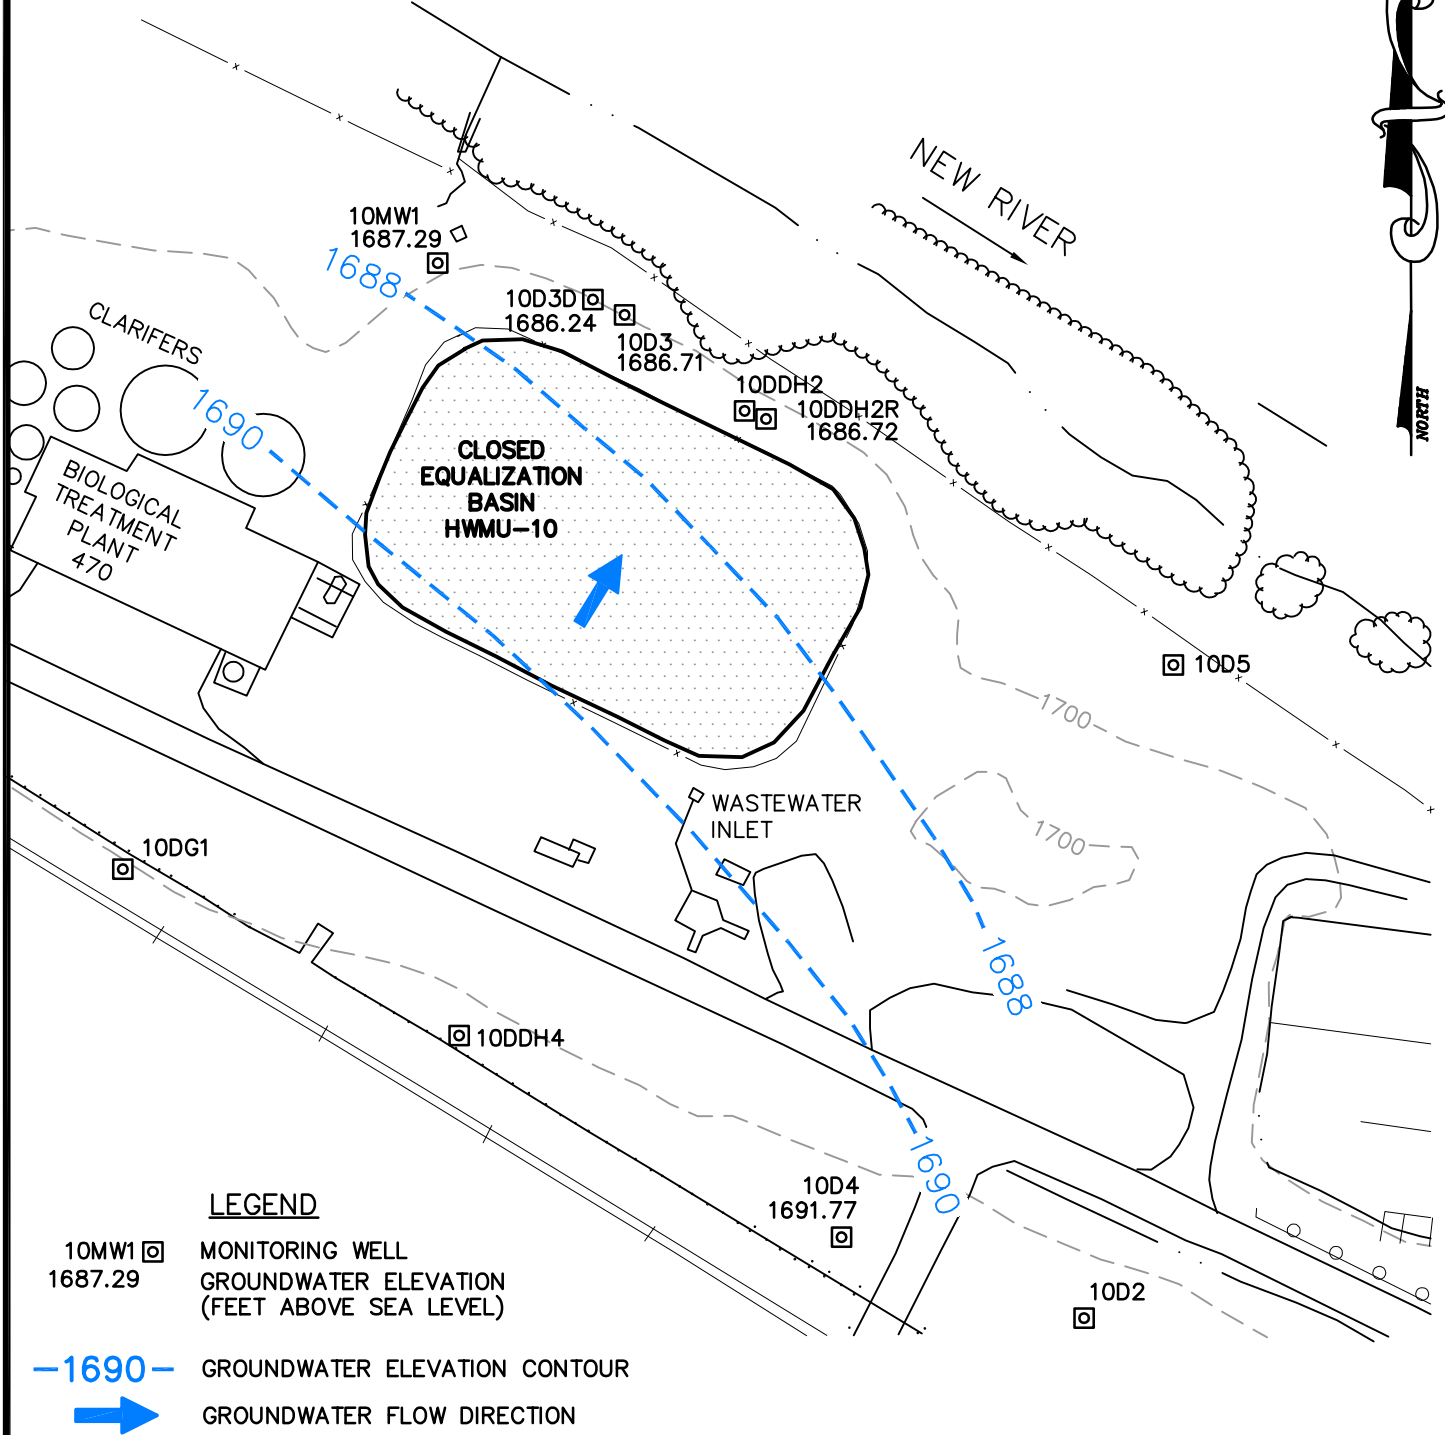 NEW RIVER
NORTH
10MW1
1687.29
1688
10D3D
1686.24
10D3
1686.71
10DDH2
10DDH2R
1686.72
CLARIFERS
1690
CLOSED
EQUALIZATION
BASIN
HWMU-10
BIOLOGICAL
TREATMENT
PLANT
470
10D5
1700
1700
WASTEWATER
INLET
10DG1
1688
10DDH4
1690
10D4
1691.77
10D2
LEGEND
10MW1 MONITORING WELL
1687.29 GROUNDWATER ELEVATION
(FEET ABOVE SEA LEVEL)
-1690- GROUNDWATER ELEVATION CONTOUR
GROUNDWATER FLOW DIRECTION